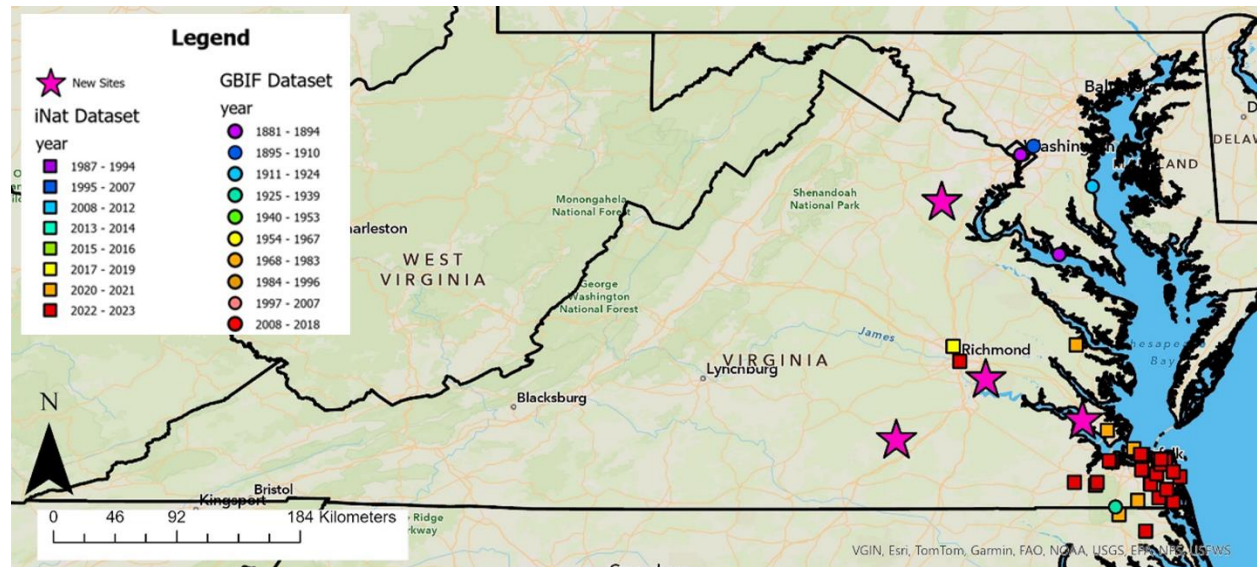 Legend
New Sites
iNat Dataset
year
1987 - 1994
1995 - 2007
2008 - 2012
2013 - 2014
2015 - 2016
2017 - 2019
2020 - 2021
2022 - 2023
GBIF Dataset
year
1881 - 1894
1895 - 1910
1911 - 1924
1925 - 1939
1940 - 1953
1954 - 1967
1968 - 1983
1984 - 1996
1997 - 2007
2008 - 2018
DELAW
Shenandoah
National Park
Monongahela
National Forest
harleston
WEST
VIRGINIA
George
Washington
National Forest
James
Richmond
VIRGINIA
Lynchburg
Bay
Blacksburg
N
Bristol
Kingsport
0 46 92 184 Kilometers
VGIN, Esri, TomTom, Garmin, FAO, NOAA, USGS, EPA, NPS, USFWS